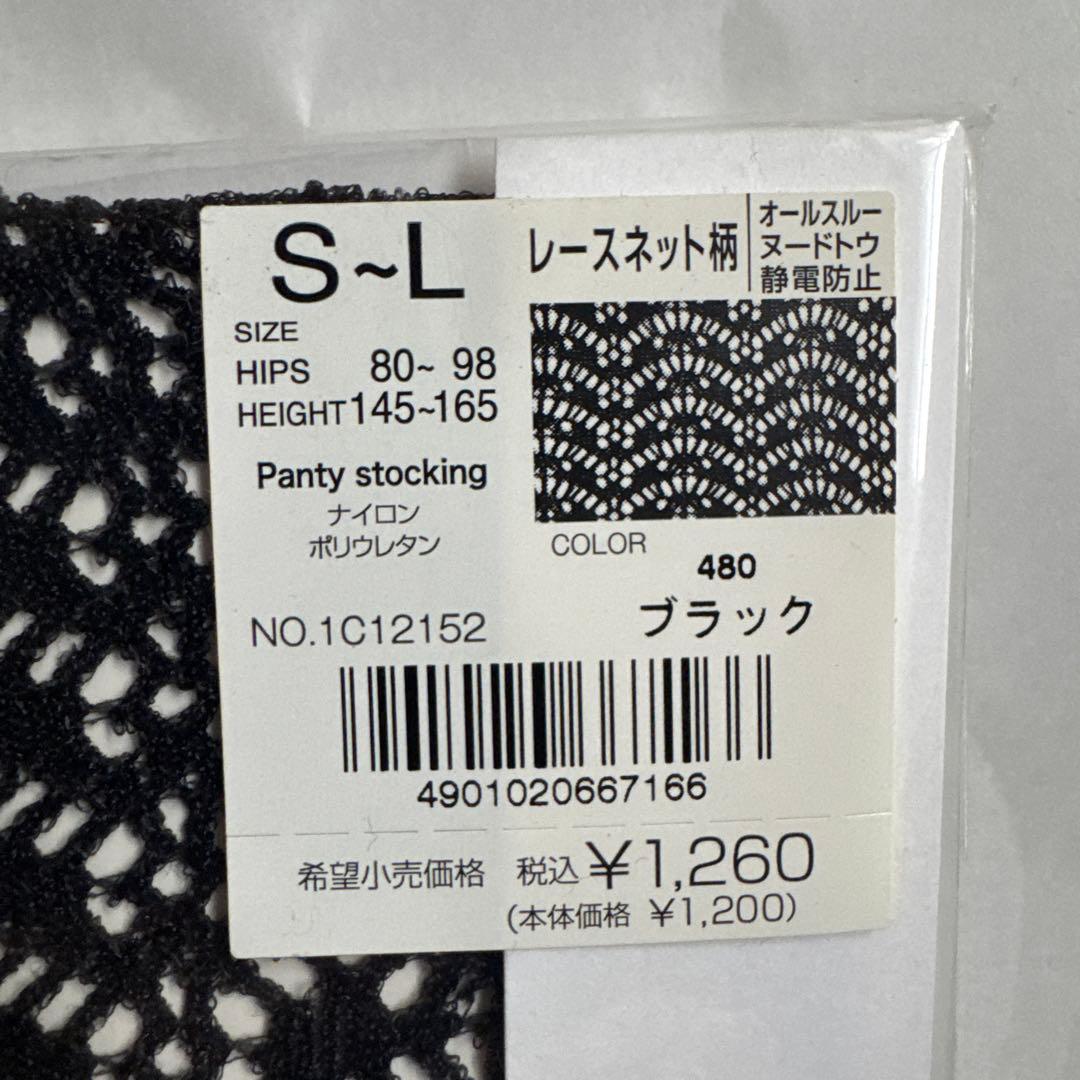 S~L
SIZE
HIPS 80~ 98
HEIGHT 145~165
Panty stocking
ナイロン
ポリウレタン
NO.1C12152
レースネット柄
オールスルー
ヌードトウ
静電防止
COLOR
480
ブラック
4901020667166
希望小売価格 税込 ¥1,260
(本体価格 ¥1,200)